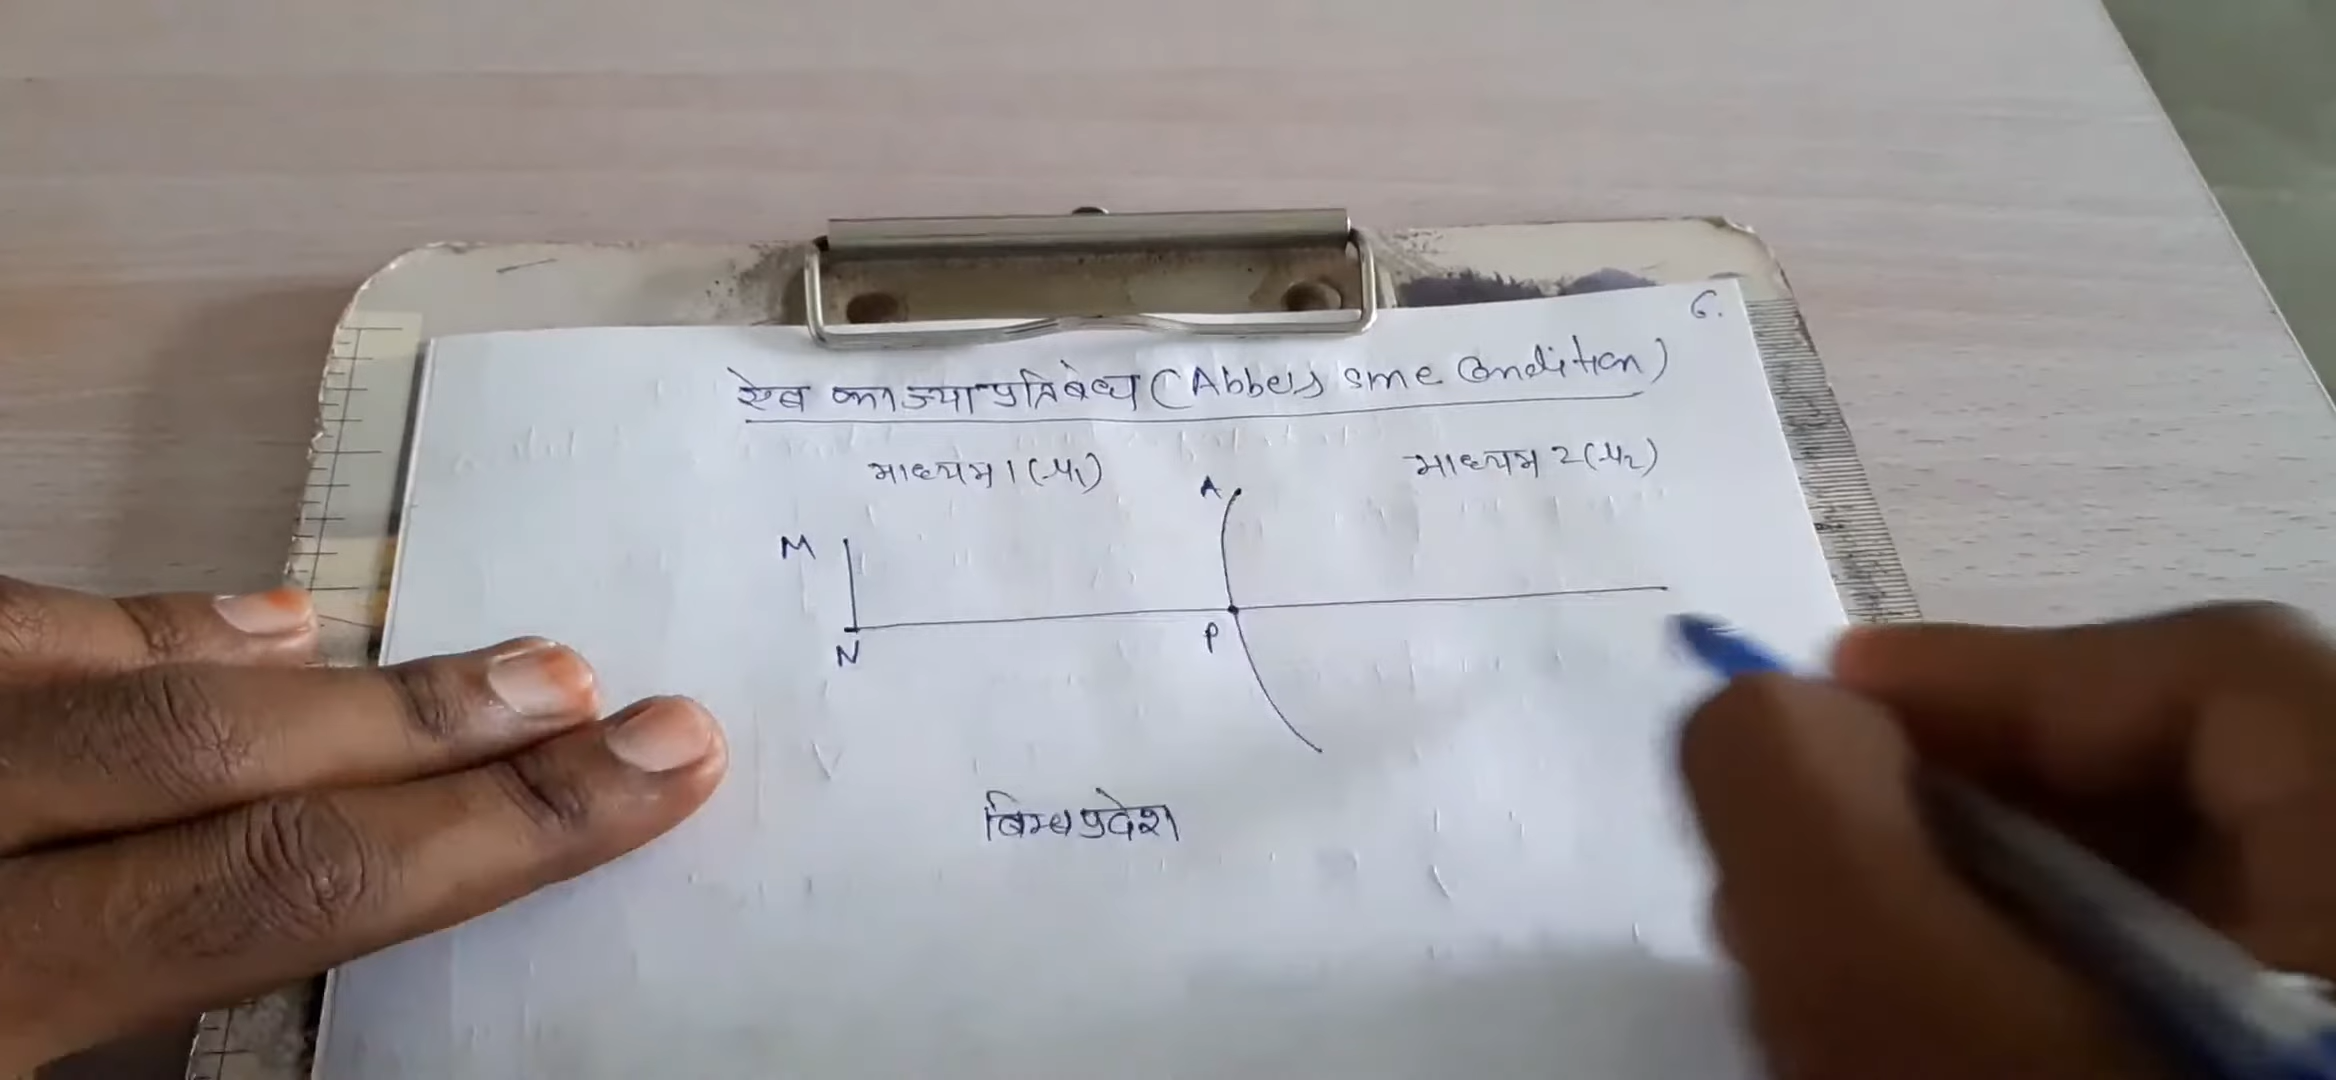 6.
ऐब का ज्या प्रतिबंध (Abbe's sine Condition)
माध्यम 1 (μ₁) माध्यम 2 (μ₂)
A
M
N P
बिम्ब प्रदेश